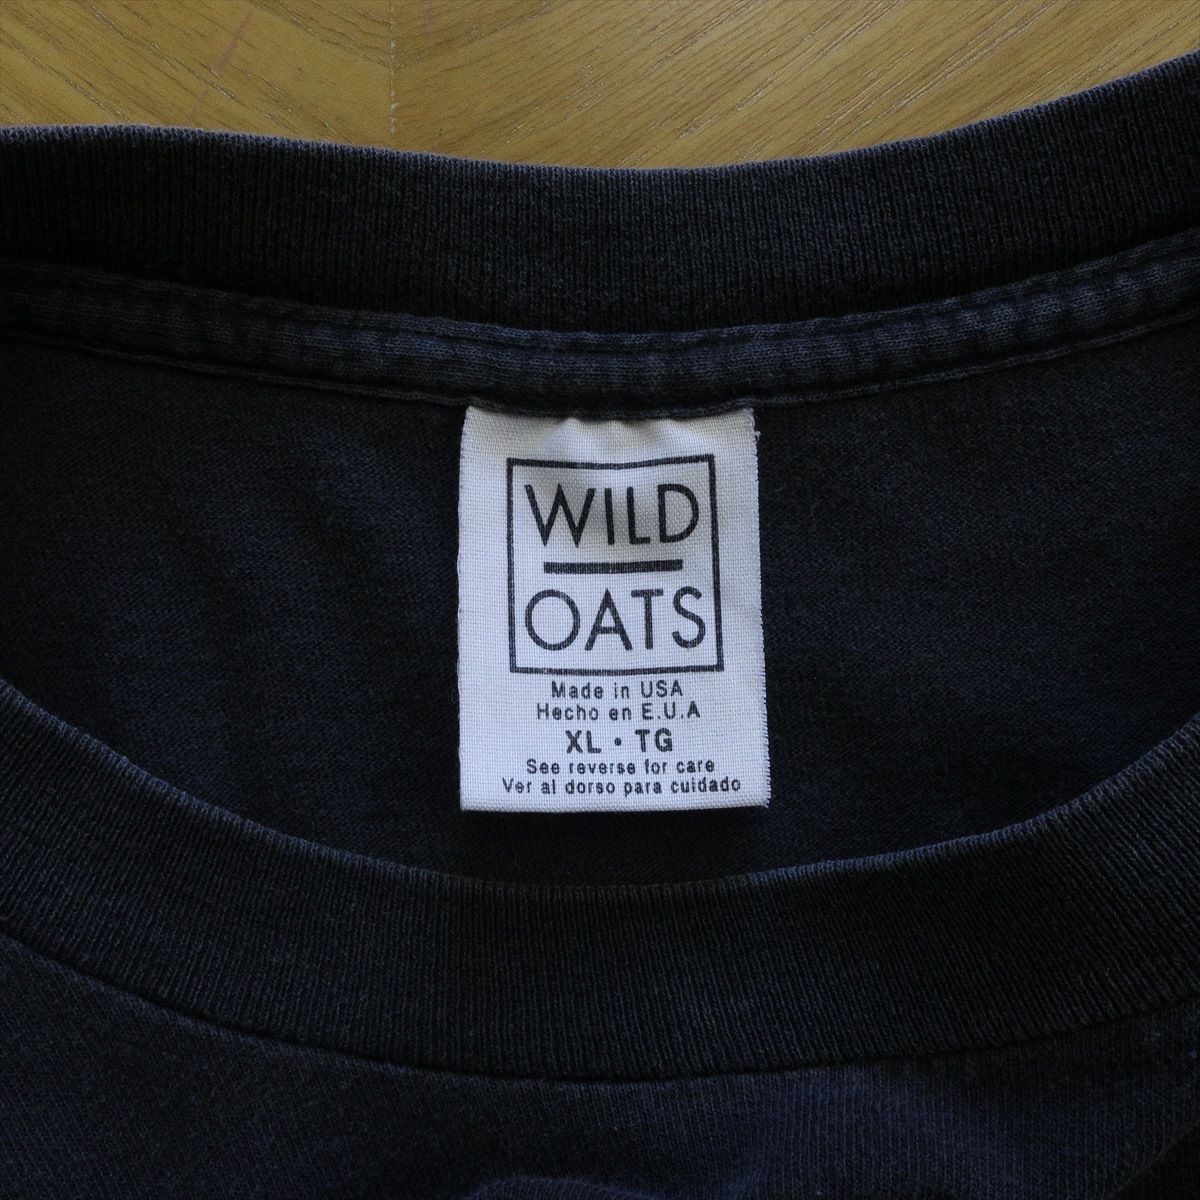 WILD
OATS
Made in USA
Hecho en E.U.A
XL • TG
See reverse for care
Ver al dorso para cuidado